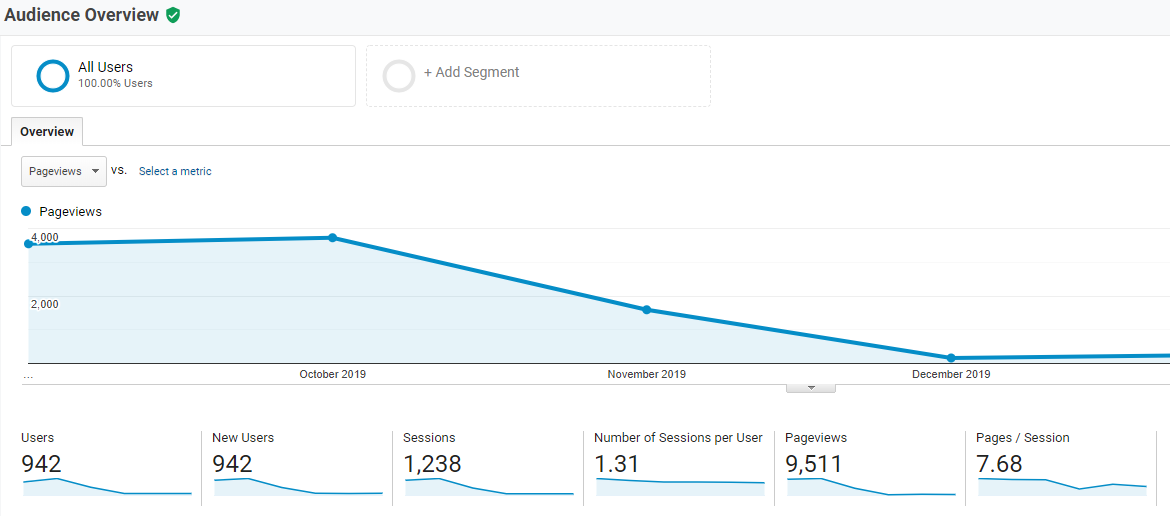 Audience Overview
All Users
100.00% Users
+ Add Segment
Overview
Pageviews vs. Select a metric
Pageviews
4,000
2,000
...
October 2019
November 2019
December 2019
Users
942
New Users
942
Sessions
1,238
Number of Sessions per User
1.31
Pageviews
9,511
Pages / Session
7.68